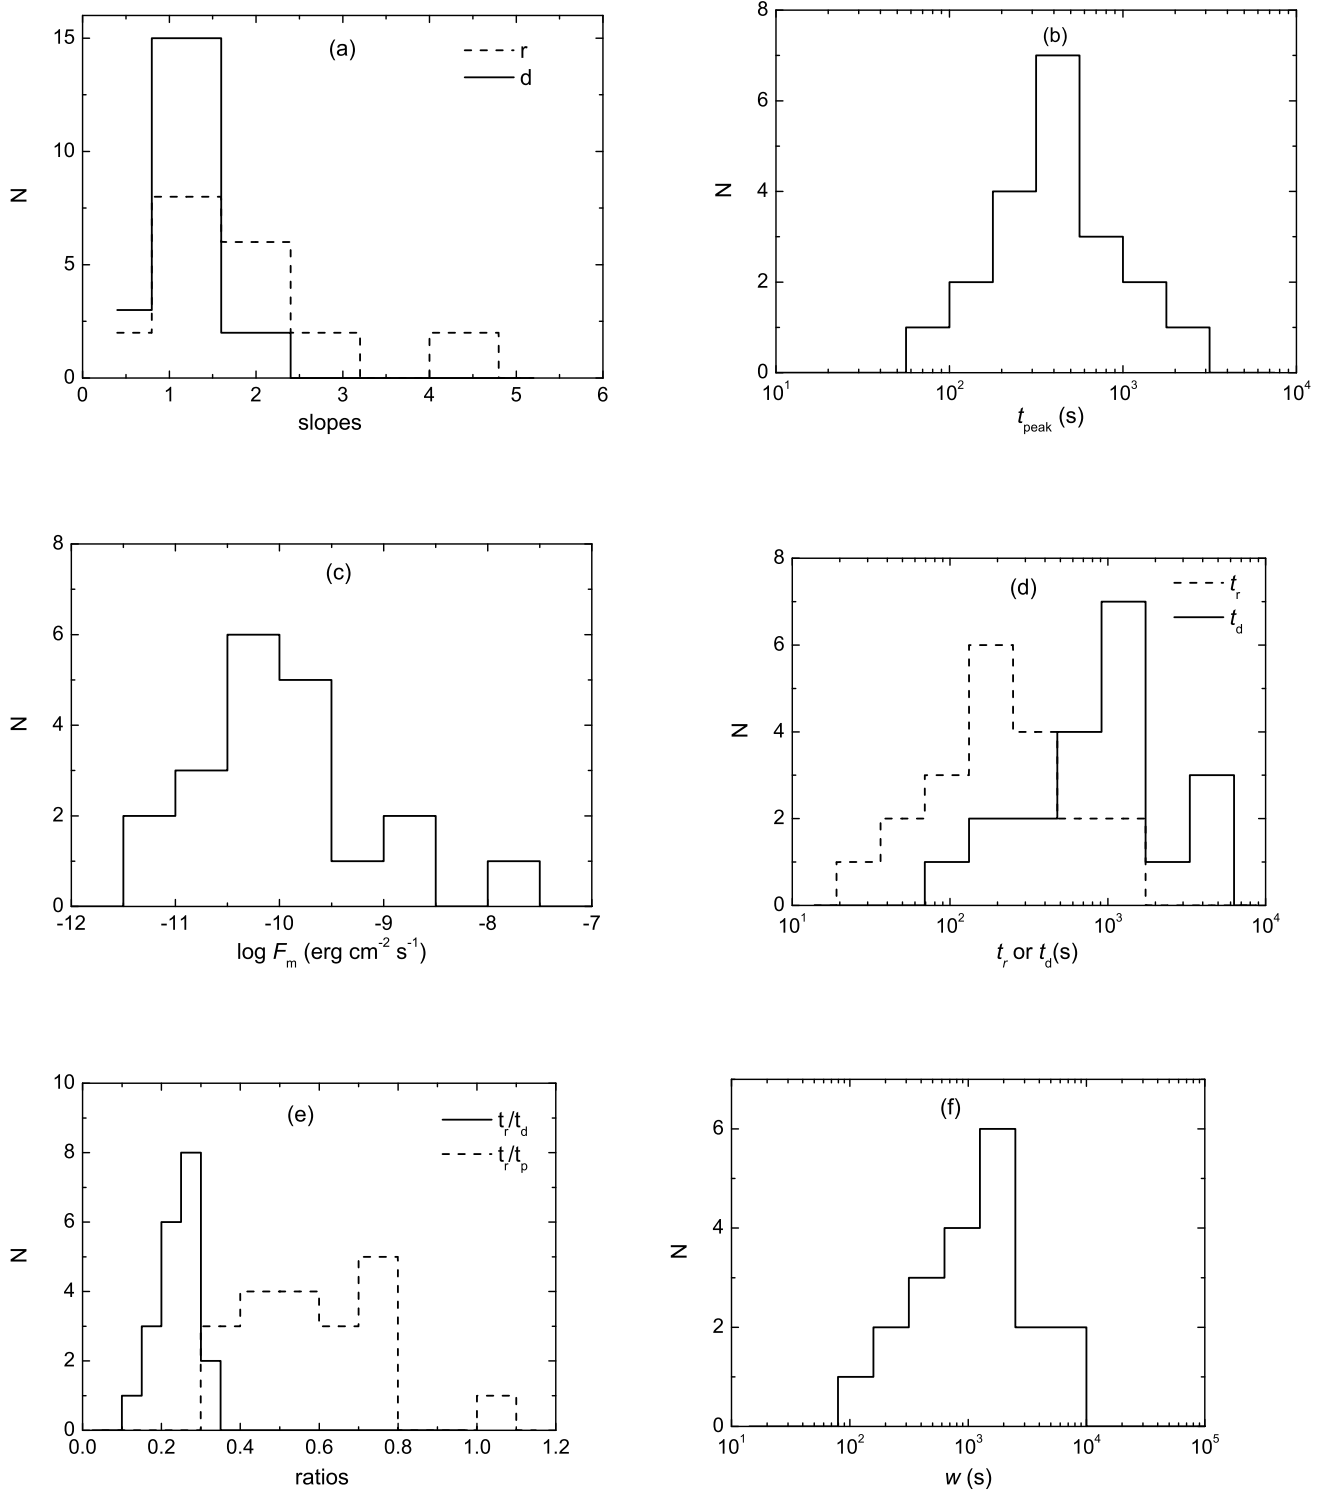 (a)
r
d
15
10
5
0
N
0 1 2 3 4 5 6
slopes
(b)
8
6
4
2
0
N
10^1 10^2 10^3 10^4
t_peak (s)
(c)
8
6
4
2
0
N
-12 -11 -10 -9 -8 -7
log F_m (erg cm^-2 s^-1)
(d)
t_r
t_d
8
6
4
2
0
N
10^1 10^2 10^3 10^4
t_r or t_d(s)
(e)
t_r/t_d
t_r/t_p
10
8
6
4
2
0
N
0.0 0.2 0.4 0.6 0.8 1.0 1.2
ratios
(f)
6
4
2
0
N
10^1 10^2 10^3 10^4 10^5
w (s)